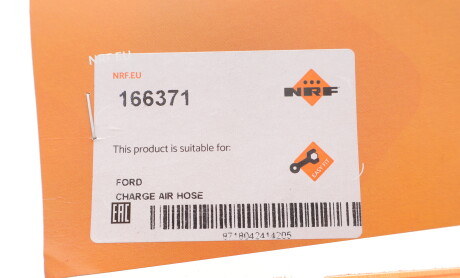 NRF.EU
NRF.EU
166371
NRF
This product is suitable for:
EASY FIT
FORD
CHARGE AIR HOSE
EAC
8718042414205